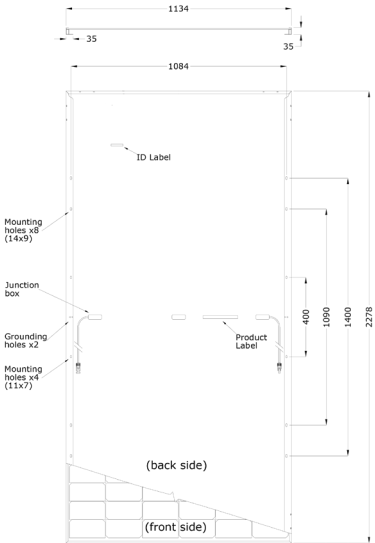 1134
35
35
1084
ID Label
Mounting
holes x8
(14x9)
Junction
box
Grounding
holes x2
Mounting
holes x4
(11x7)
Product
Label
400
1090
1400
2278
(back side)
(front side)